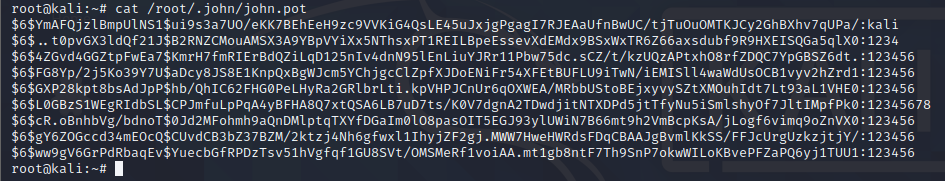 root@kali:~# cat /root/.john/john.pot
$6$YmAFQjzlBmpUlNS1$ui9s3a7UO/eKK7BEhEeH9zc9VVKiG4QsLE45uJxjgPgagI7RJEAaUfnBwUC/tjTuOuOMTKJCy2GhBXhv7qUPa/:kali
$6$..t0pvGX3ldQf21J$B2RNZCMouAMSX3A9YBpVYiXx5NThsxPT1REILBpeEssevXdEMdx9BSxWxTR6Z66axsdubf9R9HXEISQGa5qlX0:1234
$6$4ZGvd4GGZtpFwEa7$KmrH7fmRIErBdQZiLqD125nIv4dnN95lEnLiuYJRr11Pbw75dc.sCZ/t/kzUQzAPtxhO8rfZDQC7YpGBSZ6dt.:123456
$6$FG8Yp/2j5Ko39Y7U$aDcy8JS8E1KnpQxBgWJcm5YChjgcClZpfXJDoENiFr54XFEtBUFLU9iTwN/iEMISll4waWdUsOCB1vyv2hZrd1:123456
$6$GXP28kpt8bsAdJpP$hb/QhIC62FHG0PeLHyRa2GRlbrLti.kpVHPJCnUr6qOXWEA/MRbbUStoBEjxyvySZtXMOuhIdt7Lt93aL1VHE0:123456
$6$L0GBzS1WEgRIdbSL$CPJmfuLpPqA4yBFHA8Q7xtQSA6LB7uD7ts/K0V7dgnA2TDwdjitNTXDPd5jtTfyNu5iSmlshyOf7JltIMpfPk0:12345678
$6$cR.oBnhbVg/bdnoT$0Jd2MFohmh9aQnDMlptqTXYfDGaIm0lO8pasOIT5EGJ93ylUWiN7B66mt9h2VmBcpKsA/jLogf6vimq9oZnVX0:123456
$6$gY6ZOGccd34mEOcQ$CUvdCB3bZ37BZM/2ktzj4Nh6gfwxl1IhyjZF2gj.MWW7HweHWRdsFDqCBAAJgBvmlKkSS/FFJcUrgUzkzjtjY/:123456
$6$ww9gV6GrPdRbaqEv$YuecbGfRPDzTsv51hVgfqf1GU8SVt/OMSMeRf1voiAA.mt1gb8ntF7Th9SnP7okwWILoKBvePFZaPQ6yj1TUU1:123456
root@kali:~#